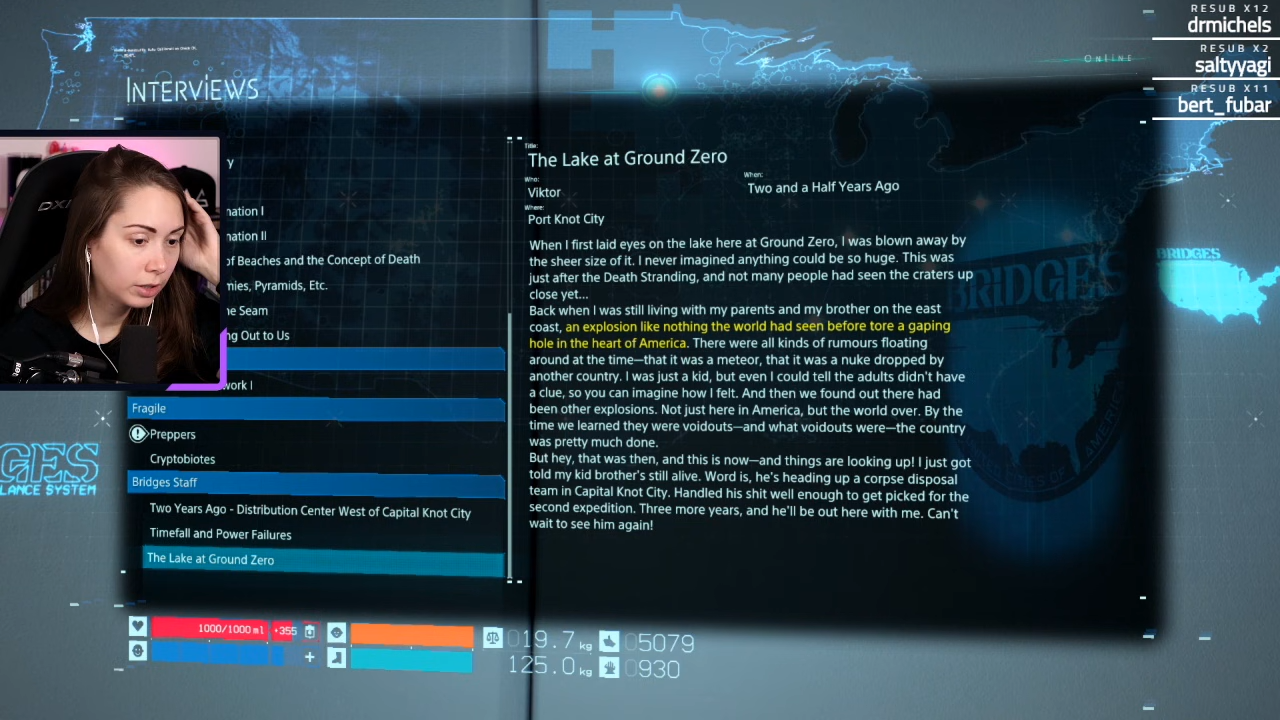 RESUB X12
drmichels
RESUB X2
saltyyagi
RESUB X11
bert_fubar
ONLINE
INTERVIEWS
Title:
The Lake at Ground Zero
Who:
Viktor
When:
Two and a Half Years Ago
Where:
Port Knot City
When I first laid eyes on the lake here at Ground Zero, I was blown away by
the sheer size of it. I never imagined anything could be so huge. This was
just after the Death Stranding, and not many people had seen the craters up
close yet...
Back when I was still living with my parents and my brother on the east
coast, an explosion like nothing the world had seen before tore a gaping
hole in the heart of America. There were all kinds of rumours floating
around at the time—that it was a meteor, that it was a nuke dropped by
another country. I was just a kid, but even I could tell the adults didn't have
a clue, so you can imagine how I felt. And then we found out there had
been other explosions. Not just here in America, but the world over. By the
time we learned they were voidouts—and what voidouts were—the country
was pretty much done.
But hey, that was then, and this is now—and things are looking up! I just got
told my kid brother's still alive. Word is, he's heading up a corpse disposal
team in Capital Knot City. Handled his shit well enough to get picked for the
second expedition. Three more years, and he'll be out here with me. Can't
wait to see him again!
y
nation I
nation II
of Beaches and the Concept of Death
mies, Pyramids, Etc.
he Seam
ng Out to Us
work I
Fragile
Preppers
Cryptobiotes
Bridges Staff
Two Years Ago - Distribution Center West of Capital Knot City
Timefall and Power Failures
The Lake at Ground Zero
BRIDGES
BRIDGES
GES
LANCE SYSTEM
DX
1000/1000 ml
+355
019.7 kg
125.0 kg
05079
0930